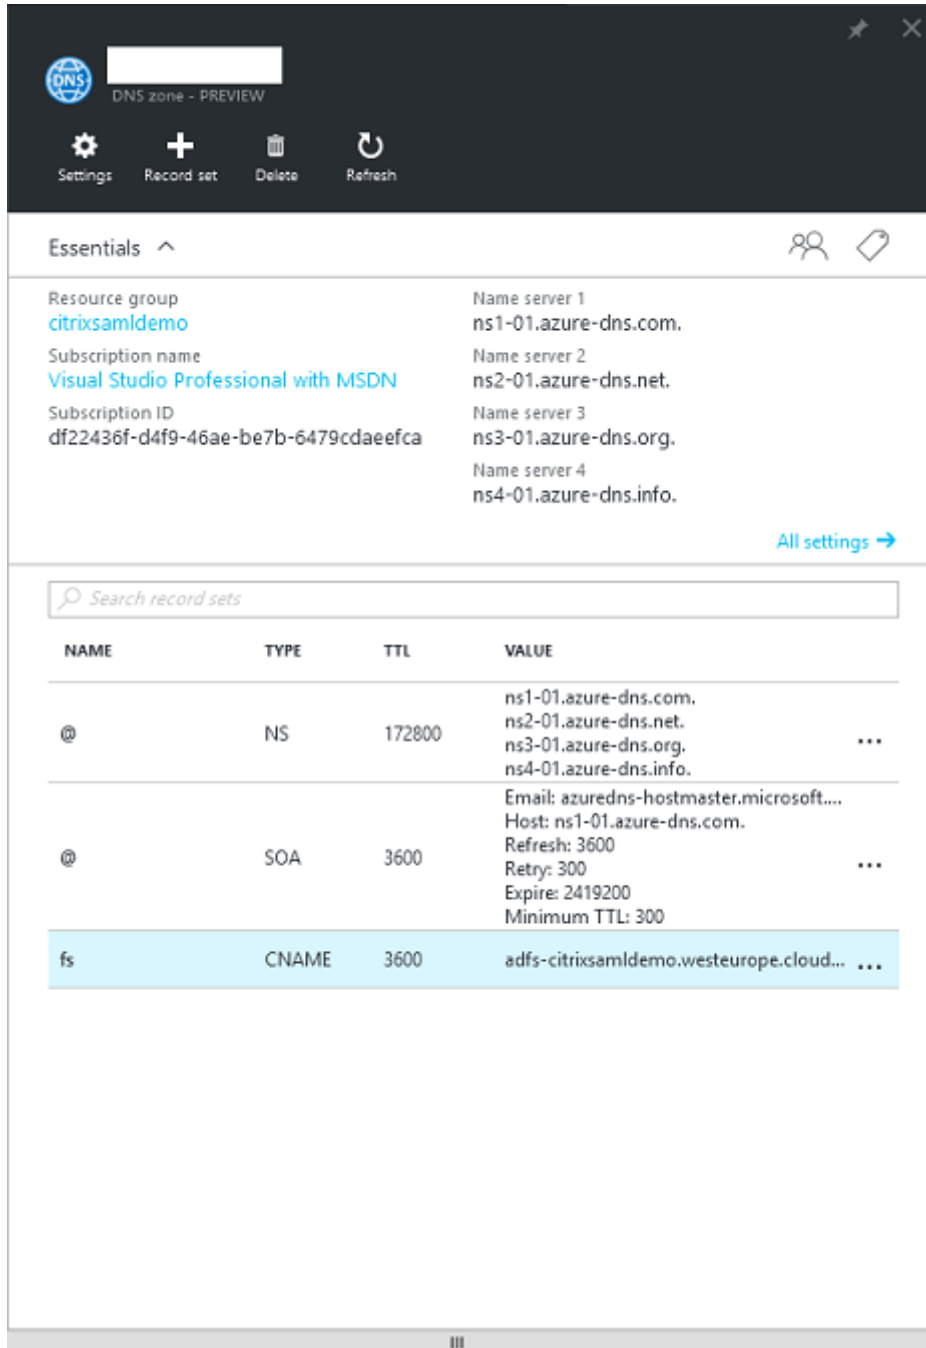 DNS
DNS zone - PREVIEW
Settings
Record set
Delete
Refresh
Essentials
Resource group
citrixsamldemo
Subscription name
Visual Studio Professional with MSDN
Subscription ID
df22436f-d4f9-46ae-be7b-6479cdaeefca
Name server 1
ns1-01.azure-dns.com.
Name server 2
ns2-01.azure-dns.net.
Name server 3
ns3-01.azure-dns.org.
Name server 4
ns4-01.azure-dns.info.
All settings →
Search record sets
NAME TYPE TTL VALUE
@ NS 172800 ns1-01.azure-dns.com.
ns2-01.azure-dns.net.
ns3-01.azure-dns.org.
ns4-01.azure-dns.info.
...
@ SOA 3600 Email: azuredns-hostmaster.microsoft....
Host: ns1-01.azure-dns.com.
Refresh: 3600
Retry: 300
Expire: 2419200
Minimum TTL: 300
...
fs CNAME 3600 adfs-citrixsamldemo.westeurope.cloud... ...